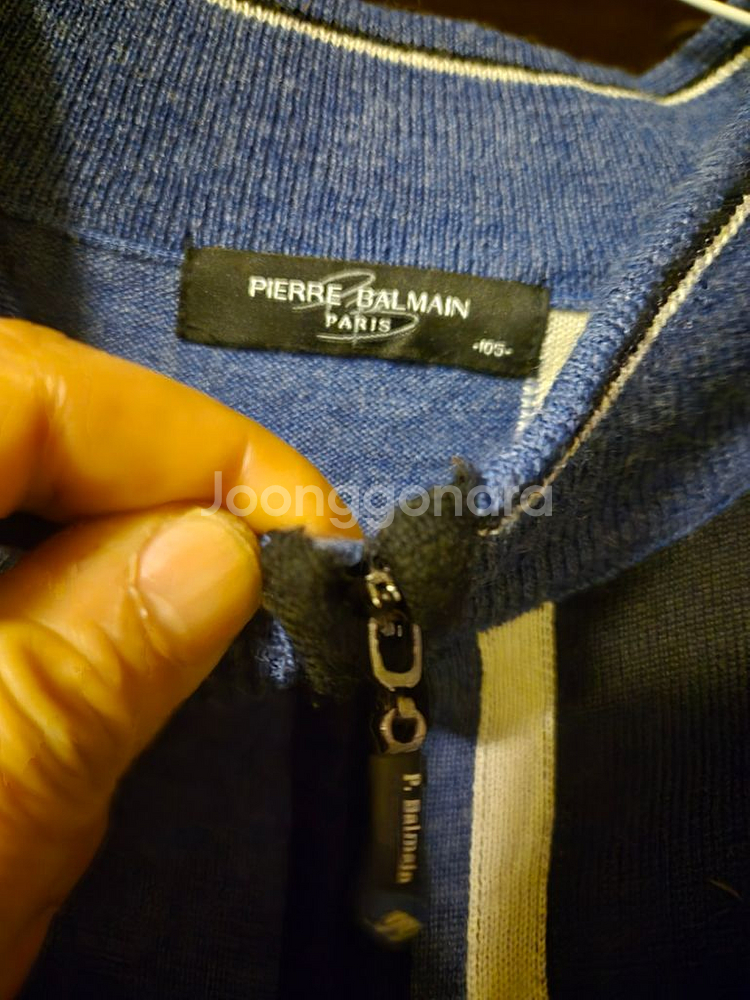 PIERRE BALMAIN
PARIS
-105-
Joonggonara
P. Balmain